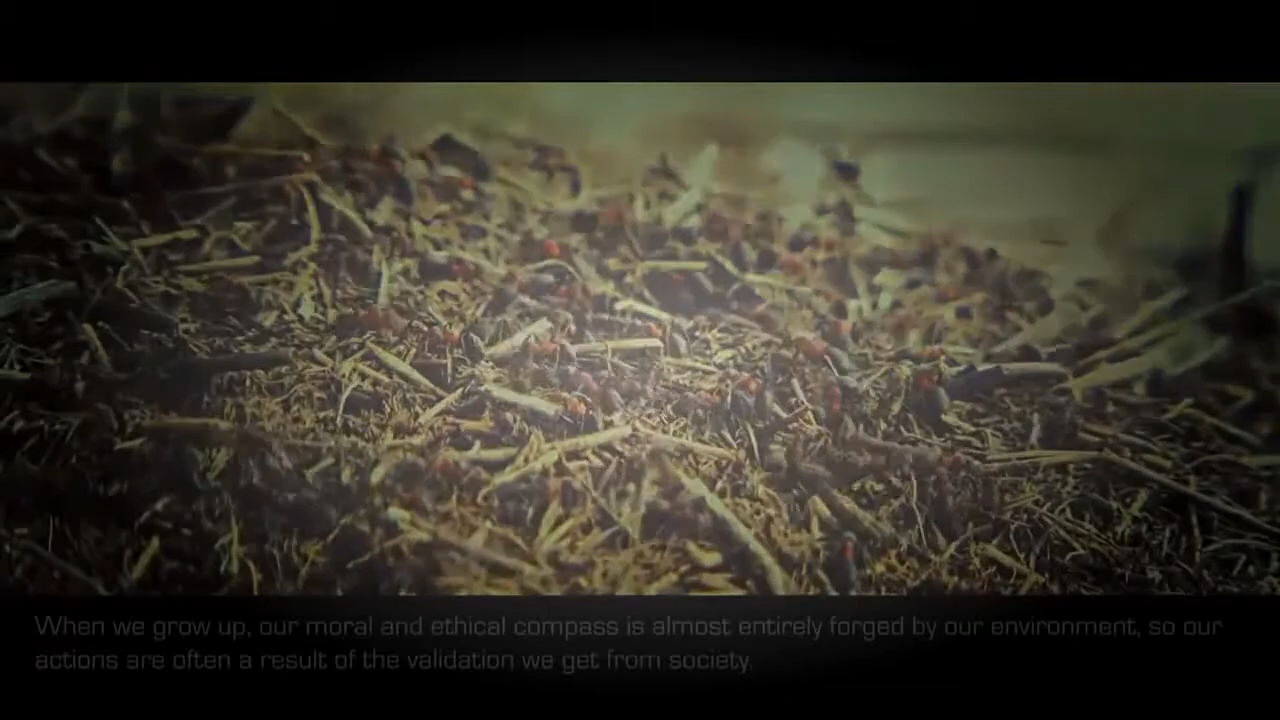 When we grow up, our moral and ethical compass is almost entirely forged by our environment, so our
actions are often a result of the validation we get from society.